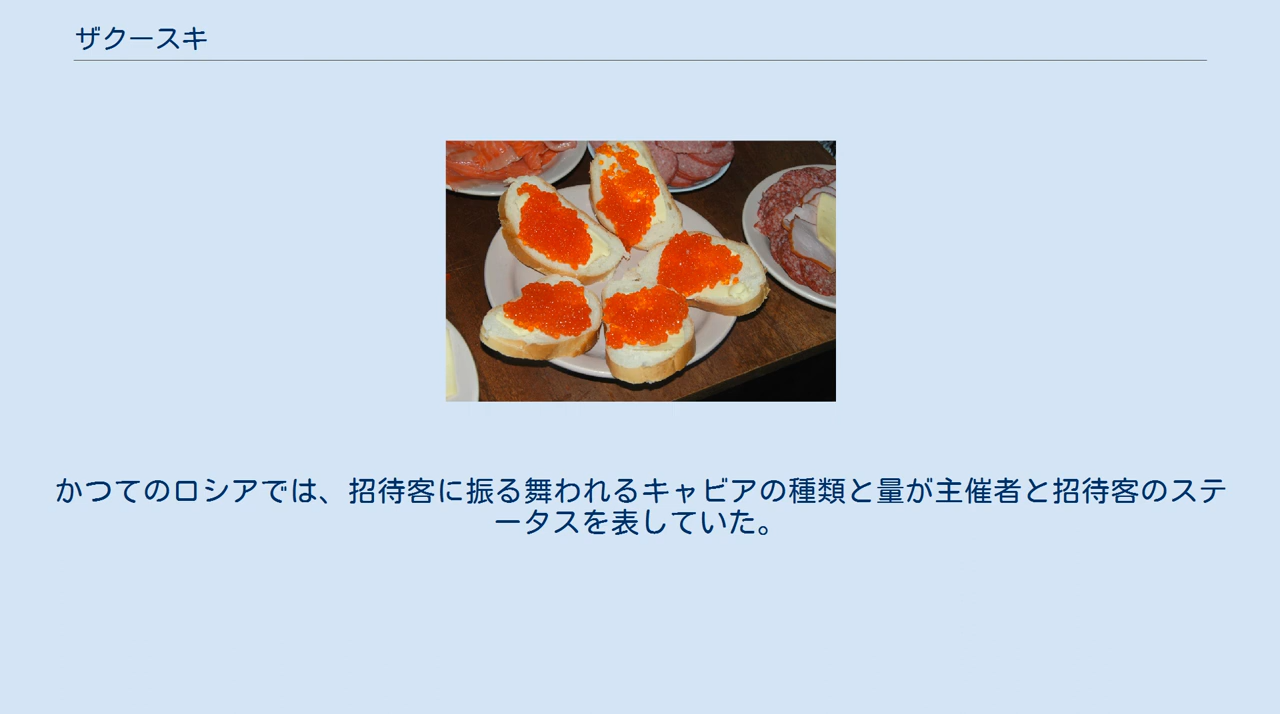 ザクースキ
かつてのロシアでは、招待客に振る舞われるキャビアの種類と量が主催者と招待客のステ
ータスを表していた。